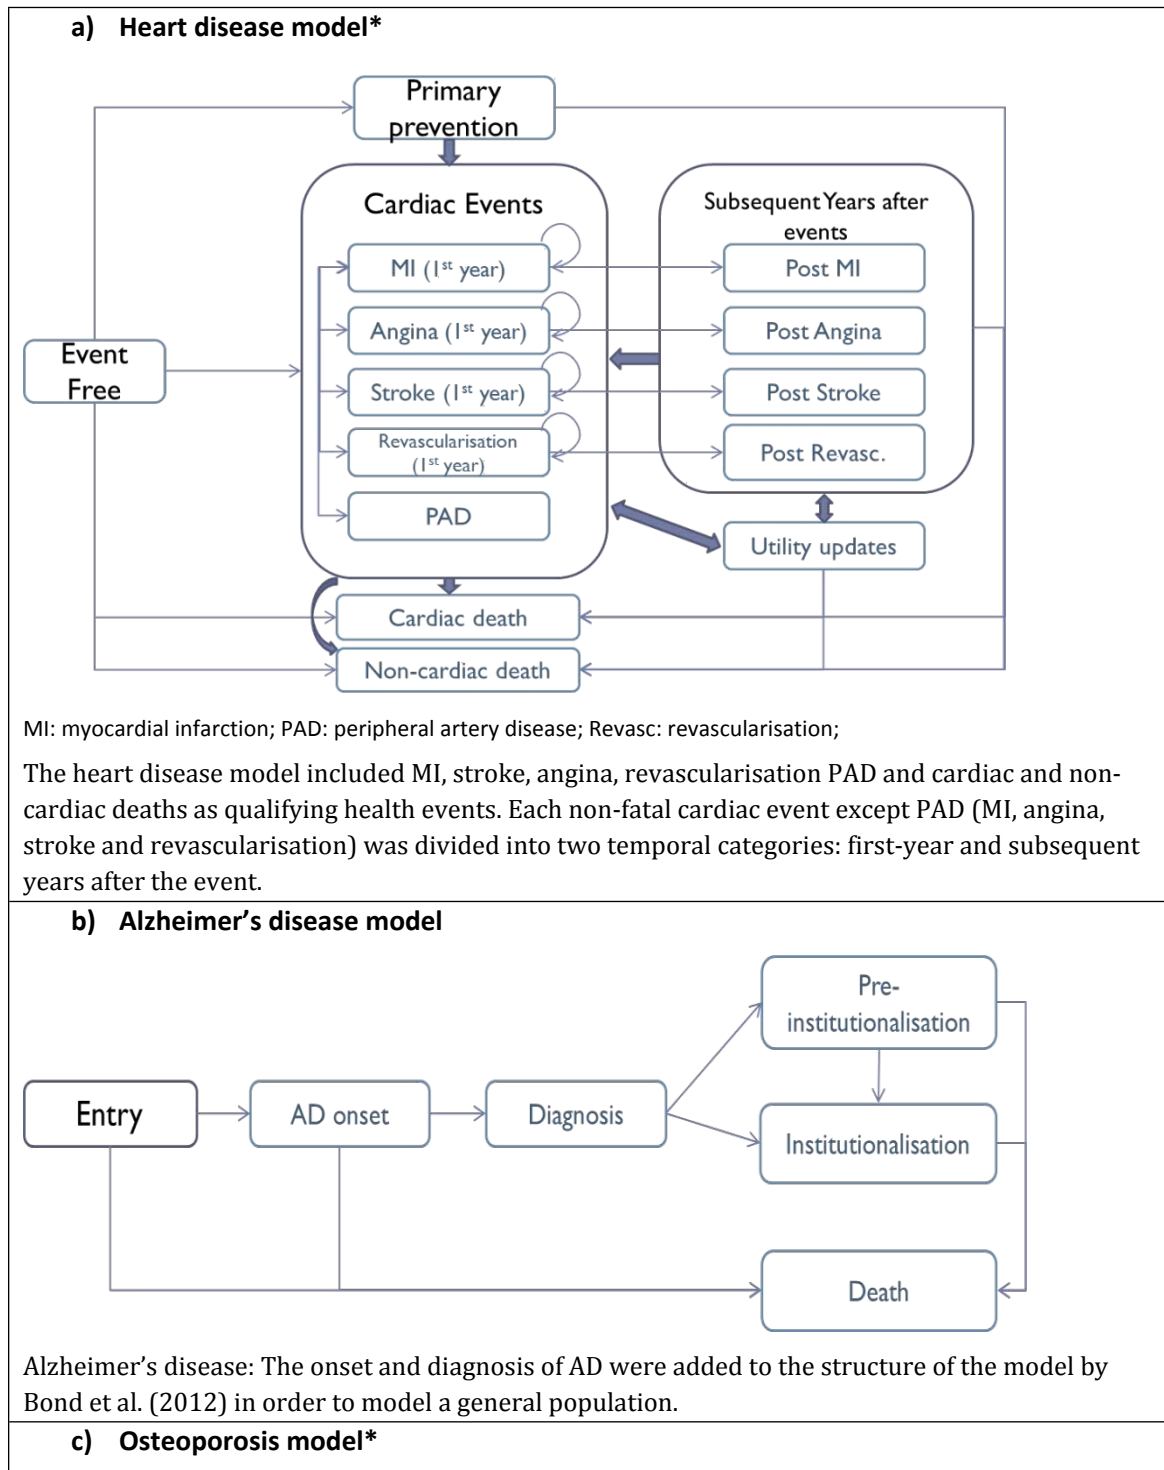 a) Heart disease model*
Primary
prevention
Cardiac Events
Subsequent Years after
events
MI (1st year)
Post MI
Angina (1st year)
Post Angina
Event
Free
Stroke (1st year)
Post Stroke
Revascularisation
(1st year)
Post Revasc.
PAD
Utility updates
Cardiac death
Non-cardiac death
MI: myocardial infarction; PAD: peripheral artery disease; Revasc: revascularisation;
The heart disease model included MI, stroke, angina, revascularisation PAD and cardiac and non-
cardiac deaths as qualifying health events. Each non-fatal cardiac event except PAD (MI, angina,
stroke and revascularisation) was divided into two temporal categories: first-year and subsequent
years after the event.
b) Alzheimer’s disease model
Pre-
institutionalisation
Entry
AD onset
Diagnosis
Institutionalisation
Death
Alzheimer’s disease: The onset and diagnosis of AD were added to the structure of the model by
Bond et al. (2012) in order to model a general population.
c) Osteoporosis model*